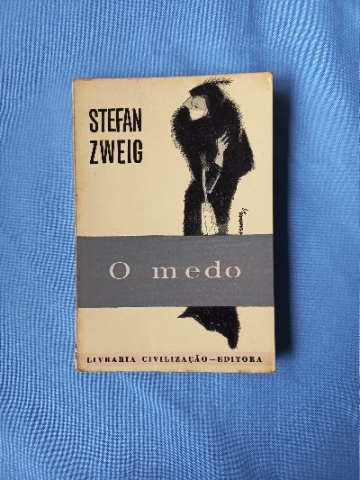 STEFAN
ZWEIG
O medo
LIVRARIA CIVILIZAÇÃO—EDITORA